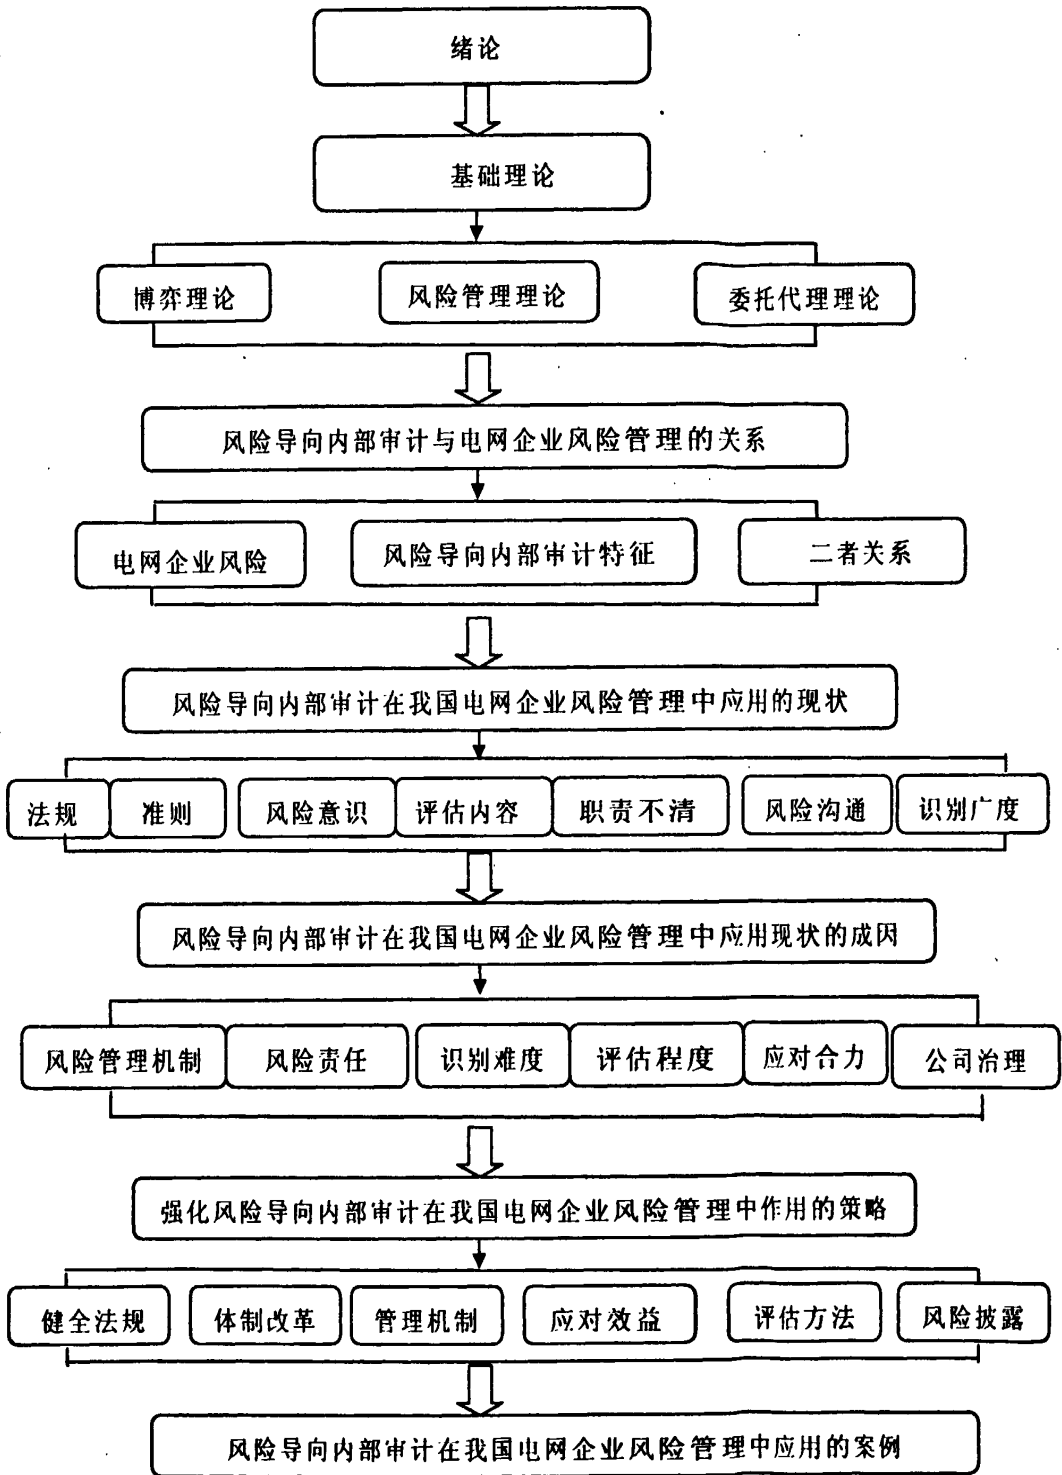 绪论
基础理论
博弈理论
风险管理理论
委托代理理论
风险导向内部审计与电网企业风险管理的关系
电网企业风险
风险导向内部审计特征
二者关系
风险导向内部审计在我国电网企业风险管理中应用的现状
法规
准则
风险意识
评估内容
职责不清
风险沟通
识别广度
风险导向内部审计在我国电网企业风险管理中应用现状的成因
风险管理机制
风险责任
识别难度
评估程度
应对合力
公司治理
强化风险导向内部审计在我国电网企业风险管理中作用的策略
健全法规
体制改革
管理机制
应对效益
评估方法
风险披露
风险导向内部审计在我国电网企业风险管理中应用的案例